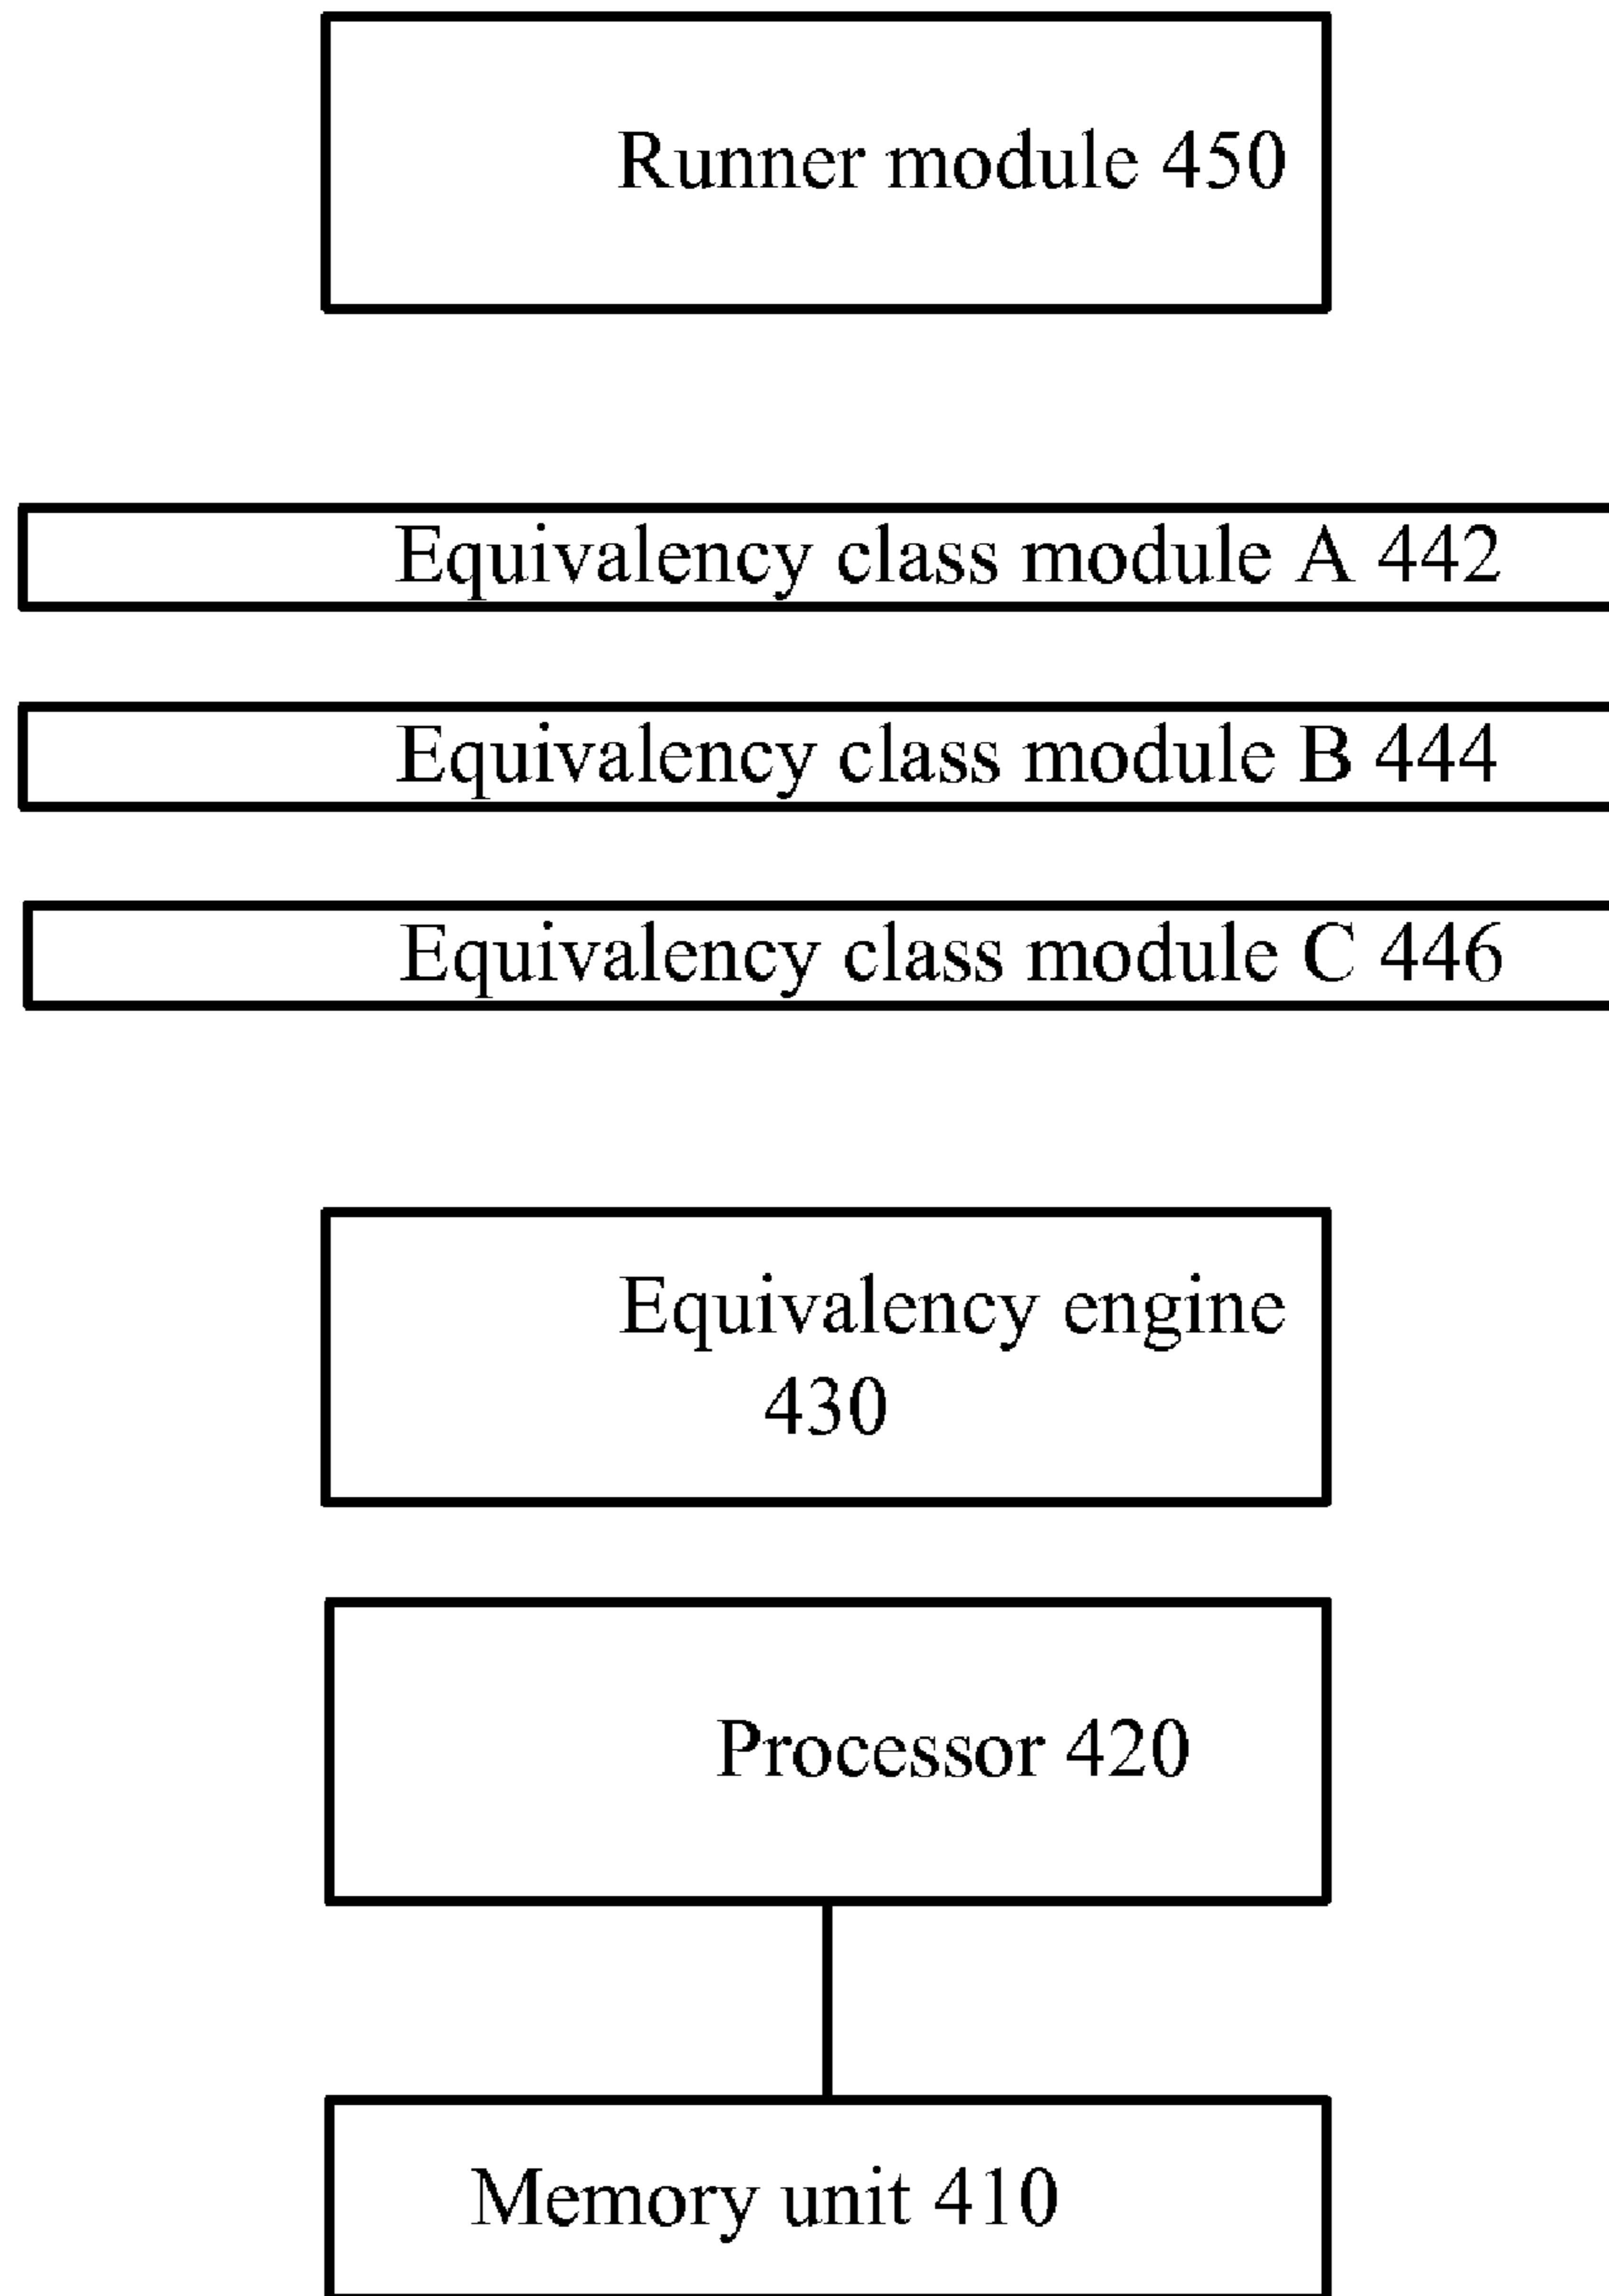 Runner module 450
Equivalency class module A 442
Equivalency class module B 444
Equivalency class module C 446
Equivalency engine
430
Processor 420
Memory unit 410